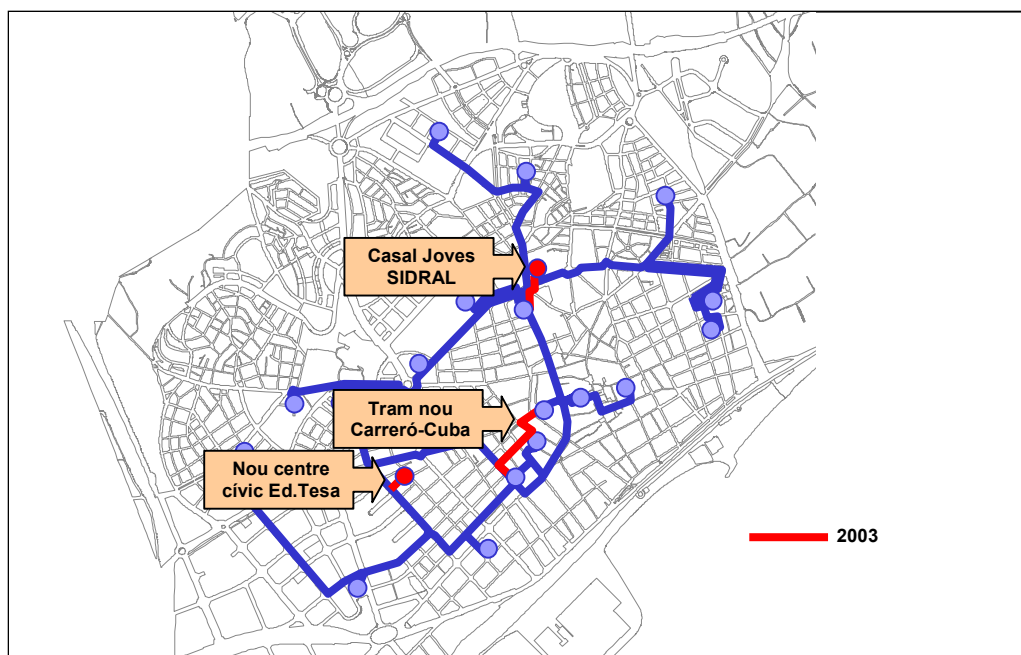 Casal Joves
SIDRAL
Tram nou
Carreró-Cuba
Nou centre
cívic Ed.Tesa
2003